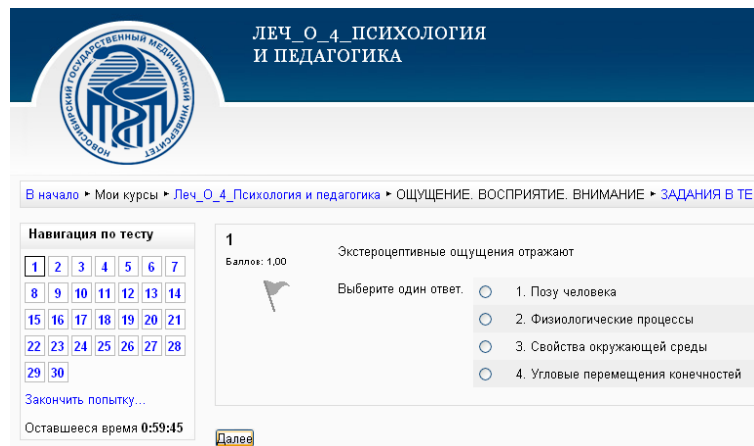 ЛЕЧ_О_4_ПСИХОЛОГИЯ
И ПЕДАГОГИКА
НОВОСИБИРСКИЙ ГОСУДАРСТВЕННЫЙ МЕДИЦИНСКИЙ УНИВЕРСИТЕТ
В начало ► Мои курсы ► Леч_О_4_Психология и педагогика ► ОЩУЩЕНИЕ. ВОСПРИЯТИЕ. ВНИМАНИЕ ► ЗАДАНИЯ В ТЕ
Навигация по тесту
1 2 3 4 5 6 7
8 9 10 11 12 13 14
15 16 17 18 19 20 21
22 23 24 25 26 27 28
29 30
Закончить попытку...
Оставшееся время 0:59:45
1
Баллов: 1,00
Экстероцептивные ощущения отражают
Выберите один ответ.
1. Позу человека
2. Физиологические процессы
3. Свойства окружающей среды
4. Угловые перемещения конечностей
Далее